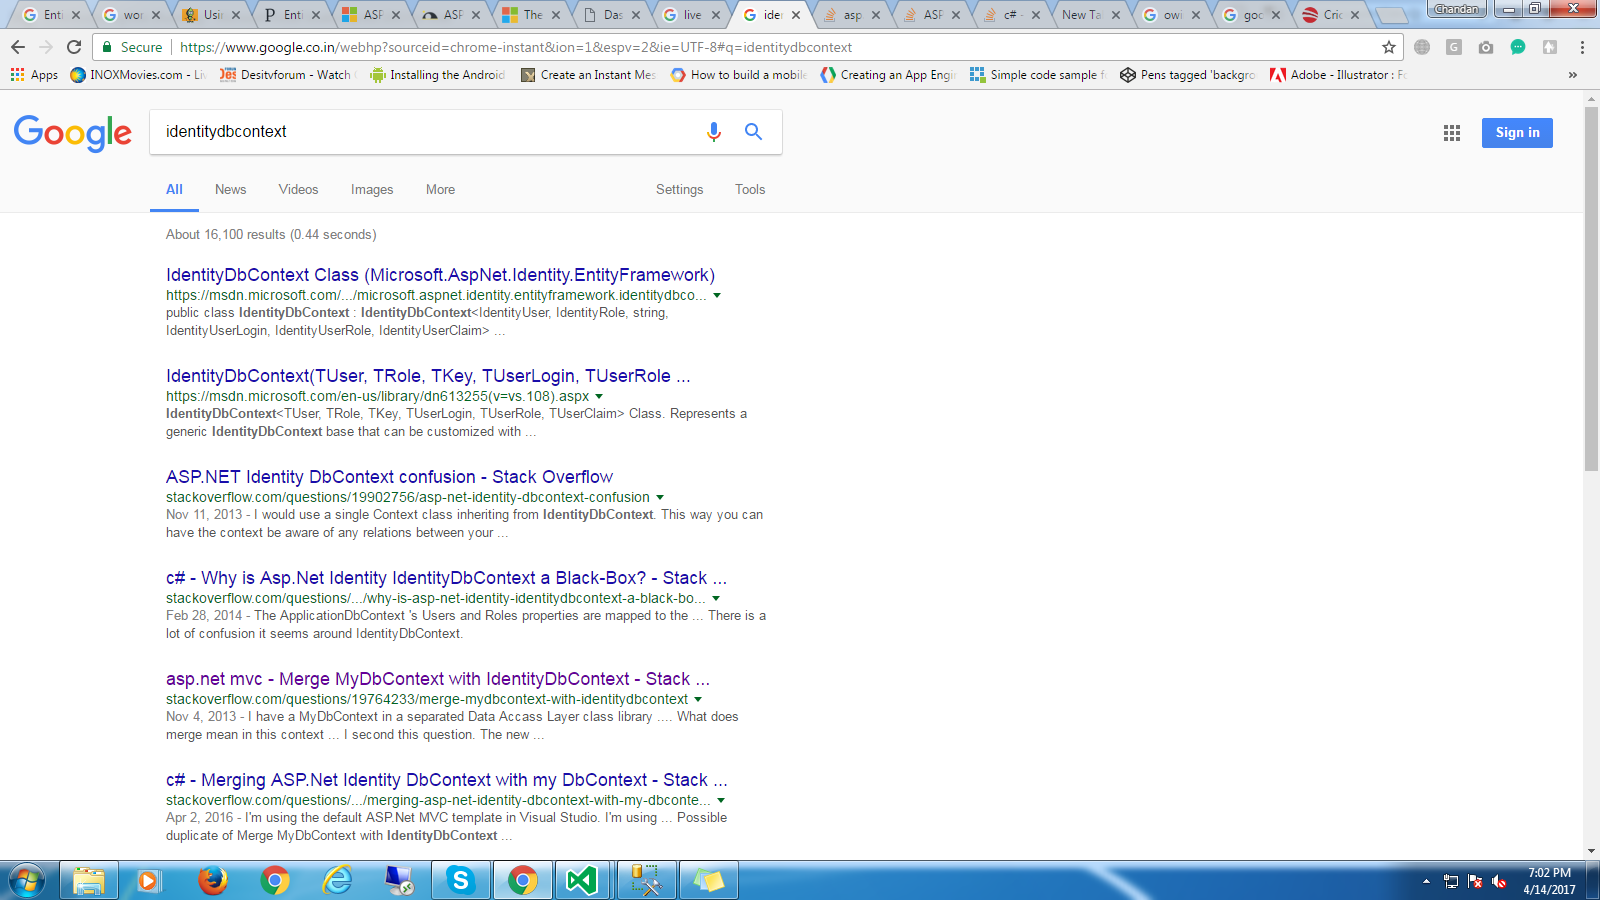 Enti
wor
Usin
Enti
ASF
ASF
The
Das
live
iden
asp
ASF
c# -
New Ta
owi
goo
Cric
Chandan
Secure
https://www.google.co.in/webhp?sourceid=chrome-instant&ion=1&espv=2&ie=UTF-8#q=identitydbcontext
Apps
INOXMovies.com - Liv
Desitvforum - Watch
Installing the Android
Create an Instant Mes
How to build a mobile
Creating an App Engi
Simple code sample f
Pens tagged 'backgro
Adobe - Illustrator : Fo
»
Google
identitydbcontext
Sign in
All
News
Videos
Images
More
Settings
Tools
About 16,100 results (0.44 seconds)
IdentityDbContext Class (Microsoft.AspNet.Identity.EntityFramework)
https://msdn.microsoft.com/.../microsoft.aspnet.identity.entityframework.identitydbco...
public class IdentityDbContext : IdentityDbContext<IdentityUser, IdentityRole, string,
IdentityUserLogin, IdentityUserRole, IdentityUserClaim> ...
IdentityDbContext(TUser, TRole, TKey, TUserLogin, TUserRole ...
https://msdn.microsoft.com/en-us/library/dn613255(v=vs.108).aspx
IdentityDbContext<TUser, TRole, TKey, TUserLogin, TUserRole, TUserClaim> Class. Represents a
generic IdentityDbContext base that can be customized with ...
ASP.NET Identity DbContext confusion - Stack Overflow
stackoverflow.com/questions/19902756/asp-net-identity-dbcontext-confusion
Nov 11, 2013 - I would use a single Context class inheriting from IdentityDbContext. This way you can
have the context be aware of any relations between your ...
c# - Why is Asp.Net Identity IdentityDbContext a Black-Box? - Stack ...
stackoverflow.com/questions/.../why-is-asp-net-identity-identitydbcontext-a-black-bo...
Feb 28, 2014 - The ApplicationDbContext 's Users and Roles properties are mapped to the ... There is a
lot of confusion it seems around IdentityDbContext.
asp.net mvc - Merge MyDbContext with IdentityDbContext - Stack ...
stackoverflow.com/questions/19764233/merge-mydbcontext-with-identitydbcontext
Nov 4, 2013 - I have a MyDbContext in a separated Data Accass Layer class library .... What does
merge mean in this context ... I second this question. The new ...
c# - Merging ASP.Net Identity DbContext with my DbContext - Stack ...
stackoverflow.com/questions/.../merging-asp-net-identity-dbcontext-with-my-dbconte...
Apr 2, 2016 - I'm using the default ASP.Net MVC template in Visual Studio. I'm using ... Possible
duplicate of Merge MyDbContext with IdentityDbContext ...
7:02 PM
4/14/2017